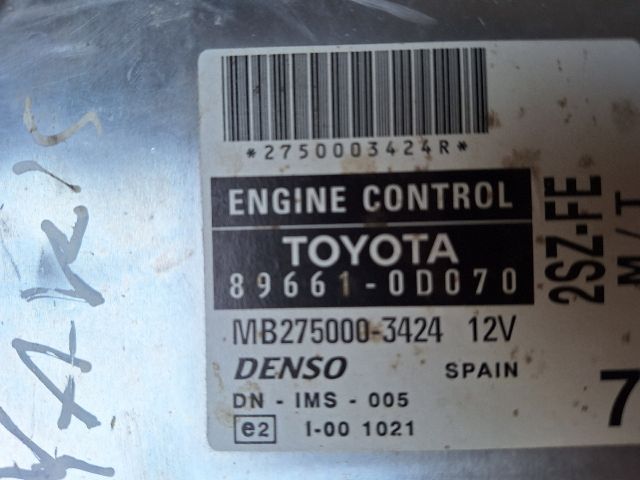 *2750003424R*
ENGINE CONTROL
TOYOTA
89661-0D070
MB275000-3424 12V
DENSO SPAIN
DN - IMS - 005
e2 I-00 1021
2SZ-FE
M/T
7
YARIS